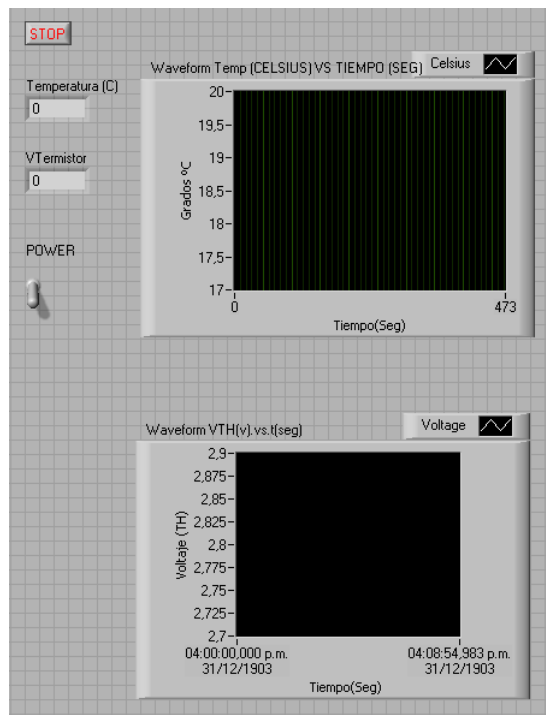 STOP
Waveform Temp (CELSIUS) VS TIEMPO (SEG)
Celsius
Temperatura (C)
0
VTermistor
0
POWER
20
19,5
19
18,5
18
17,5
17
Grados ºC
0
473
Tiempo(Seg)
Waveform VTH(v).vs.t(seg)
Voltage
2,9
2,875
2,85
2,825
2,8
2,775
2,75
2,725
2,7
Voltaje (TH)
04:00:00,000 p.m.
31/12/1903
04:08:54,983 p.m.
31/12/1903
Tiempo(Seg)